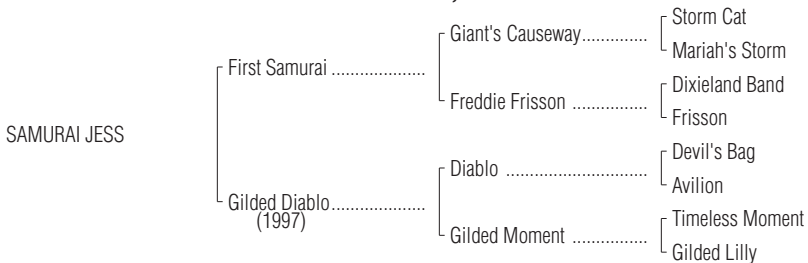 Storm Cat
Giant's Causeway..............
Mariah's Storm
First Samurai .....................
Dixieland Band
Freddie Frisson ................
Frisson
SAMURAI JESS
Devil's Bag
Diablo ...............................
Avilion
Gilded Diablo.....................
(1997)
Timeless Moment
Gilded Moment ................
Gilded Lilly